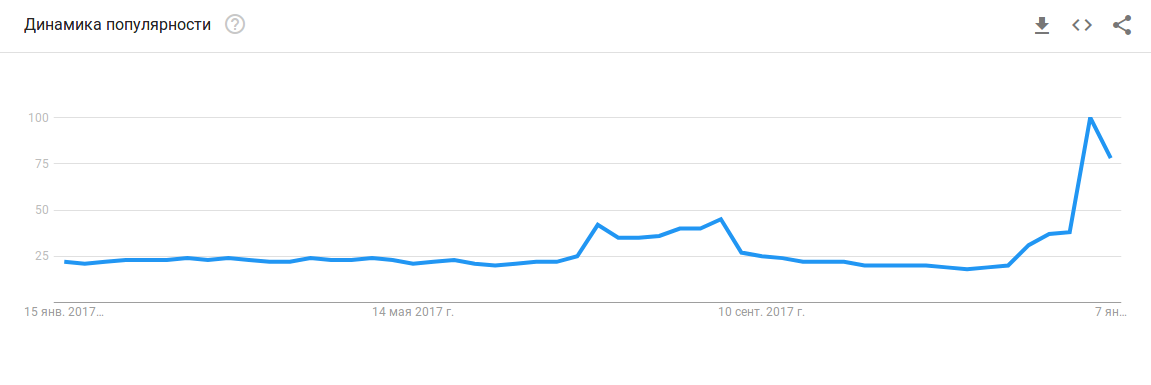 Динамика популярности ?
100
75
50
25
15 янв. 2017…
14 мая 2017 г.
10 сент. 2017 г.
7 ян…